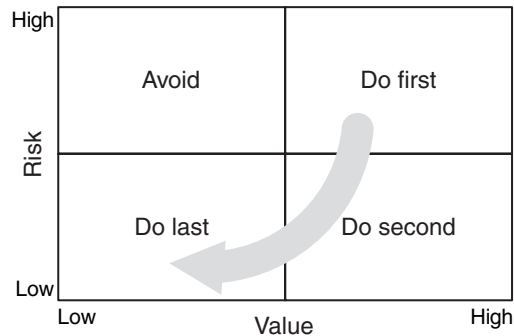 High
Avoid
Do first
Risk
Do last
Do second
Low
Low
Value
High